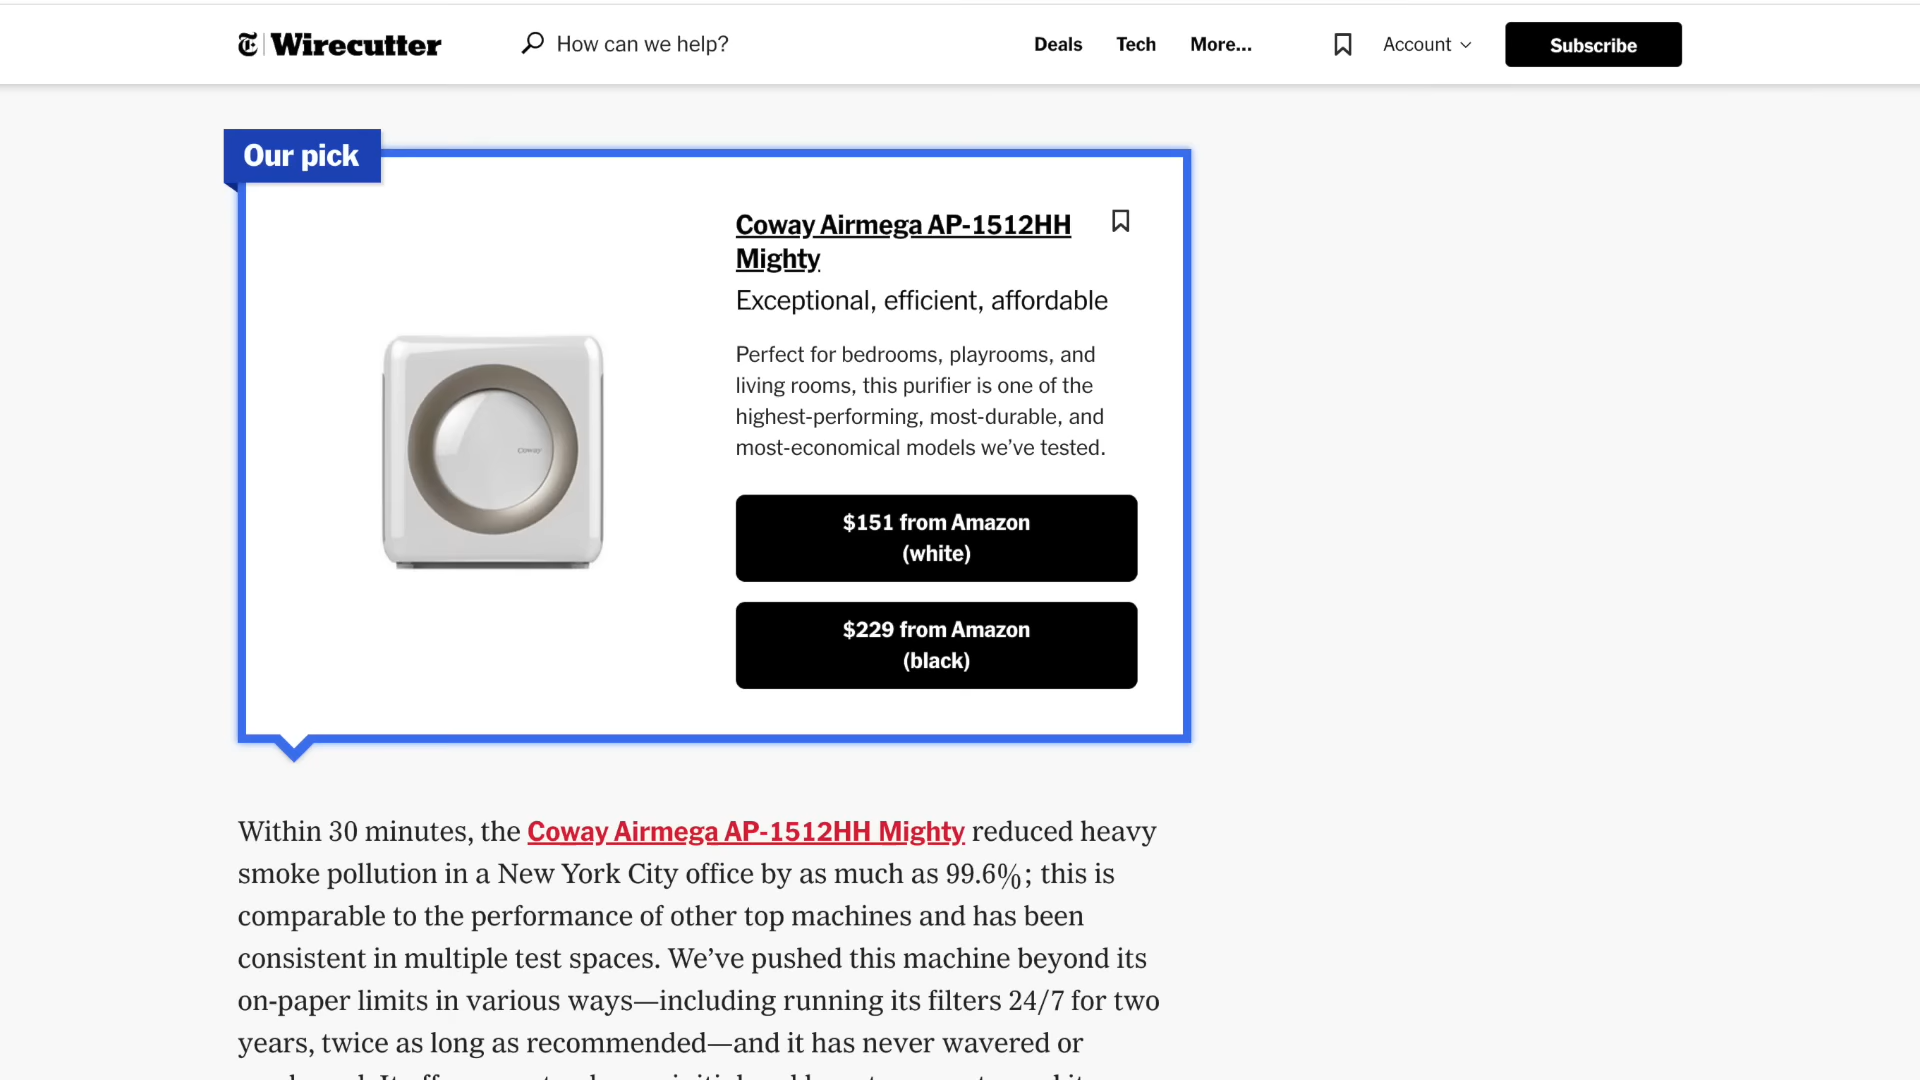 Wirecutter
How can we help?
Deals
Tech
More...
Account
Subscribe
Our pick
Coway Airmega AP-1512HH
Mighty
Exceptional, efficient, affordable
Perfect for bedrooms, playrooms, and
living rooms, this purifier is one of the
highest-performing, most-durable, and
most-economical models we’ve tested.
Coway
$151 from Amazon
(white)
$229 from Amazon
(black)
Within 30 minutes, the Coway Airmega AP-1512HH Mighty reduced heavy
smoke pollution in a New York City office by as much as 99.6%; this is
comparable to the performance of other top machines and has been
consistent in multiple test spaces. We’ve pushed this machine beyond its
on-paper limits in various ways—including running its filters 24/7 for two
years, twice as long as recommended—and it has never wavered or